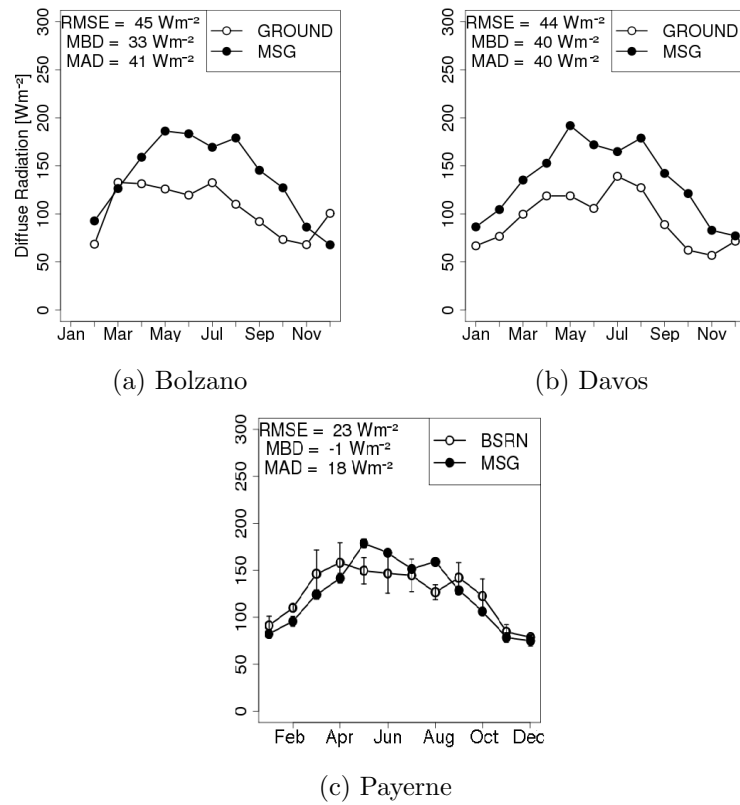 RMSE = 45 Wm⁻²
MBD = 33 Wm⁻²
MAD = 41 Wm⁻²
GROUND
MSG
Diffuse Radiation [Wm⁻²]
300
250
200
150
100
50
0
Jan Mar May Jul Sep Nov
(a) Bolzano
RMSE = 44 Wm⁻²
MBD = 40 Wm⁻²
MAD = 40 Wm⁻²
GROUND
MSG
300
250
200
150
100
50
0
Jan Mar May Jul Sep Nov
(b) Davos
RMSE = 23 Wm⁻²
MBD = -1 Wm⁻²
MAD = 18 Wm⁻²
BSRN
MSG
300
250
200
150
100
50
0
Feb Apr Jun Aug Oct Dec
(c) Payerne